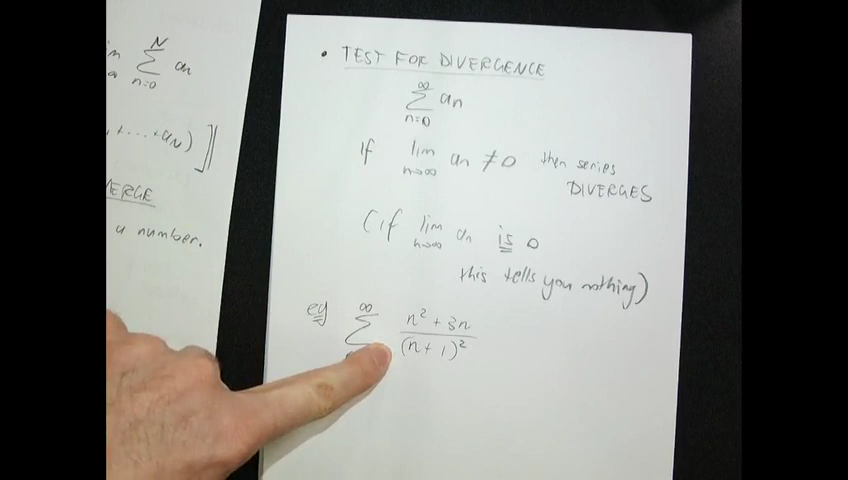 N
∑ an
n=0
+ ... + aN) ]
a number.
• TEST FOR DIVERGENCE
∞
∑ an
n=0
If lim an ≠ 0 then series
n→∞
DIVERGES
(If lim an is 0
n→∞
this tells you nothing)
eg ∞
∑ n² + 3n
(n + 1)²